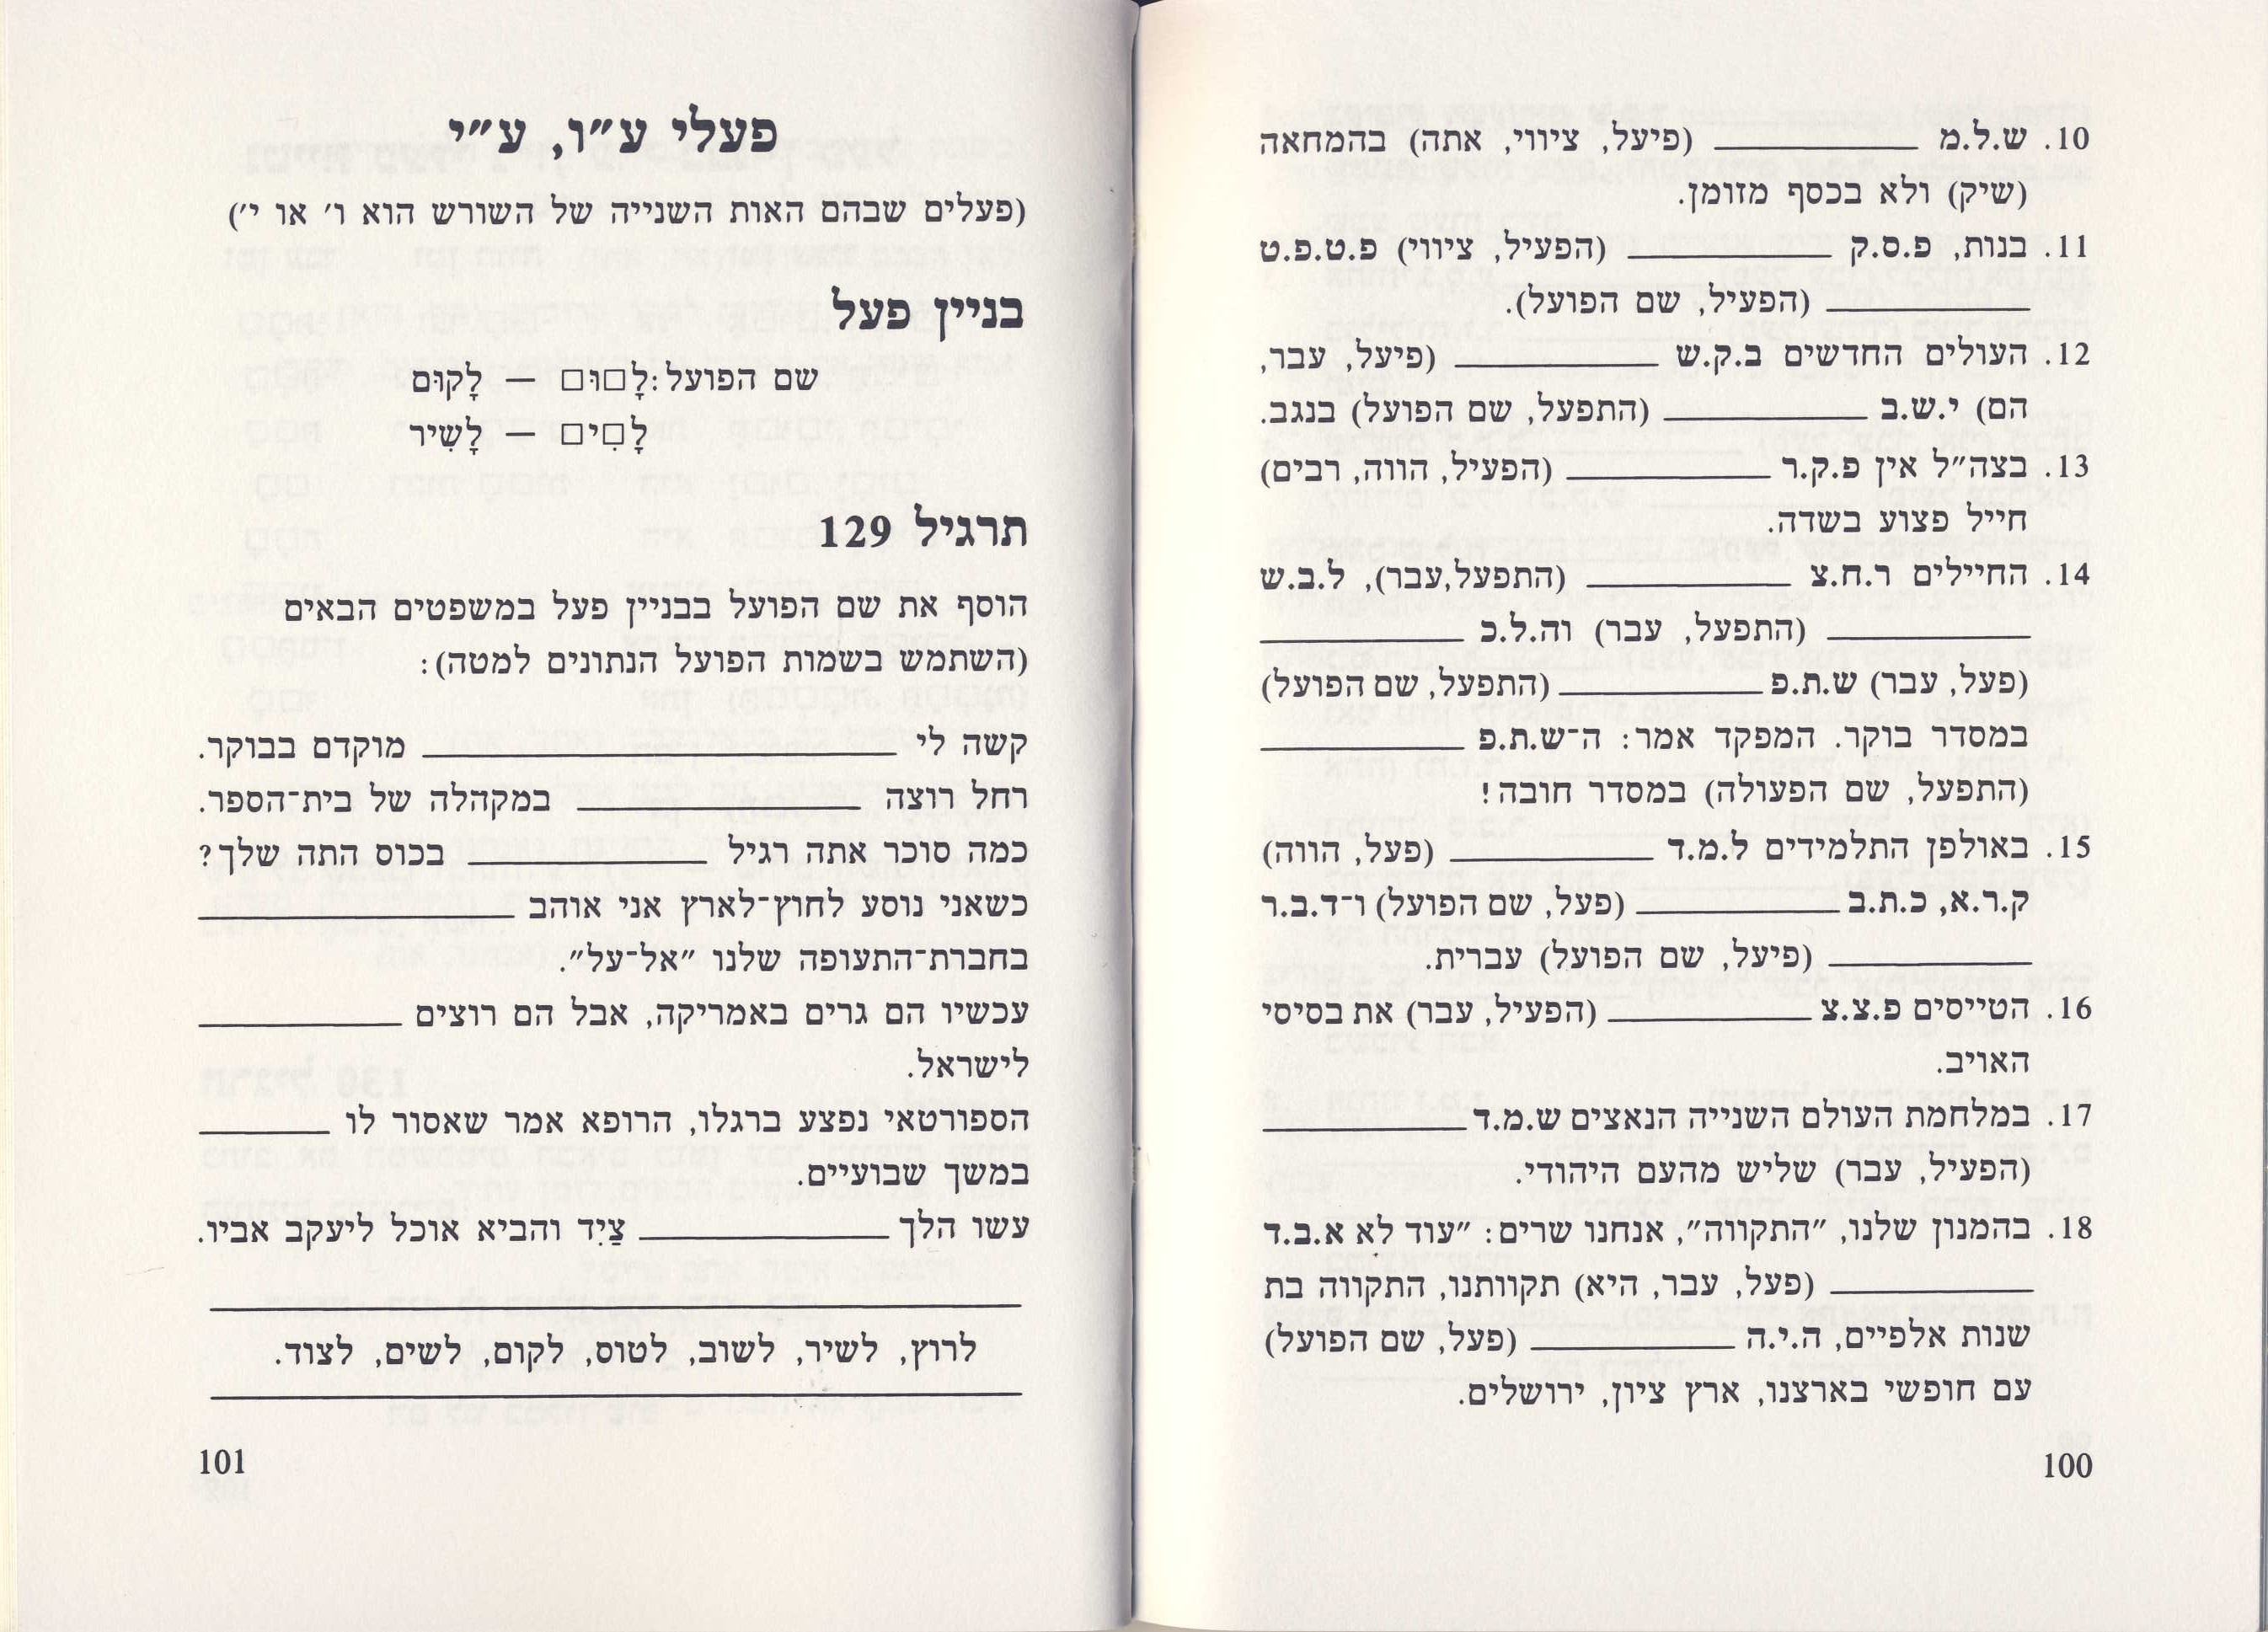 10. ש.ל.מ ________ (פיעל, ציווי, אתה) בהמחאה
(שיק) ולא בכסף מזומן.
11. בנות, פ.ס.ק ________ (הפעיל, ציווי) פ.ט.פ.ט
________ (הפעיל, שם הפועל).
12. העולים החדשים ב.ק.ש ________ (פיעל, עבר,
הם) י.ש.ב ________ (התפעל, שם הפועל) בנגב.
13. בצה״ל אין פ.ק.ר ________ (הפעיל, הווה, רבים)
חייל פצוע בשדה.
14. החיילים ר.ח.צ ________ (התפעל,עבר), ל.ב.ש
________ (התפעל, עבר) וה.ל.כ ________
(פעל, עבר) ש.ת.פ ________ (התפעל, שם הפועל)
במסדר בוקר. המפקד אמר: ה־ש.ת.פ ________
(התפעל, שם הפעולה) במסדר חובה!
15. באולפן התלמידים ל.מ.ד ________ (פעל, הווה)
ק.ר.א, כ.ת.ב ________ (פעל, שם הפועל) ו־ד.ב.ר
________ (פיעל, שם הפועל) עברית.
16. הטייסים פ.צ.צ ________ (הפעיל, עבר) את בסיסי
האויב.
17. במלחמת העולם השנייה הנאצים ש.מ.ד ________
(הפעיל, עבר) שליש מהעם היהודי.
18. בהמנון שלנו, ״התקווה״, אנחנו שרים: ״עוד לא א.ב.ד
________ (פעל, עבר, היא) תקוותנו, התקווה בת
שנות אלפיים, ה.י.ה ________ (פעל, שם הפועל)
עם חופשי בארצנו, ארץ ציון, ירושלים.
100
פעלי ע״ו, ע״י
(פעלים שבהם האות השנייה של השורש הוא ו׳ או י׳)
בניין פעל
שם הפועל: לָ□וּ□ — לָקוּם
לָ□ִי□ — לָשִׁיר
תרגיל 129
הוסף את שם הפועל בבניין פעל במשפטים הבאים
(השתמש בשמות הפועל הנתונים למטה):
קשה לי ________ מוקדם בבוקר.
רחל רוצה ________ במקהלה של בית־הספר.
כמה סוכר אתה רגיל ________ בכוס התה שלך?
כשאני נוסע לחוץ־לארץ אני אוהב ________
בחברת־התעופה שלנו ״אל־על״.
עכשיו הם גרים באמריקה, אבל הם רוצים ________
לישראל.
הספורטאי נפצע ברגלו, הרופא אמר שאסור לו ________
במשך שבועיים.
עשו הלך ________ צַיִד והביא אוכל ליעקב אביו.
לרוץ, לשיר, לשוב, לטוס, לקום, לשים, לצוד.
101